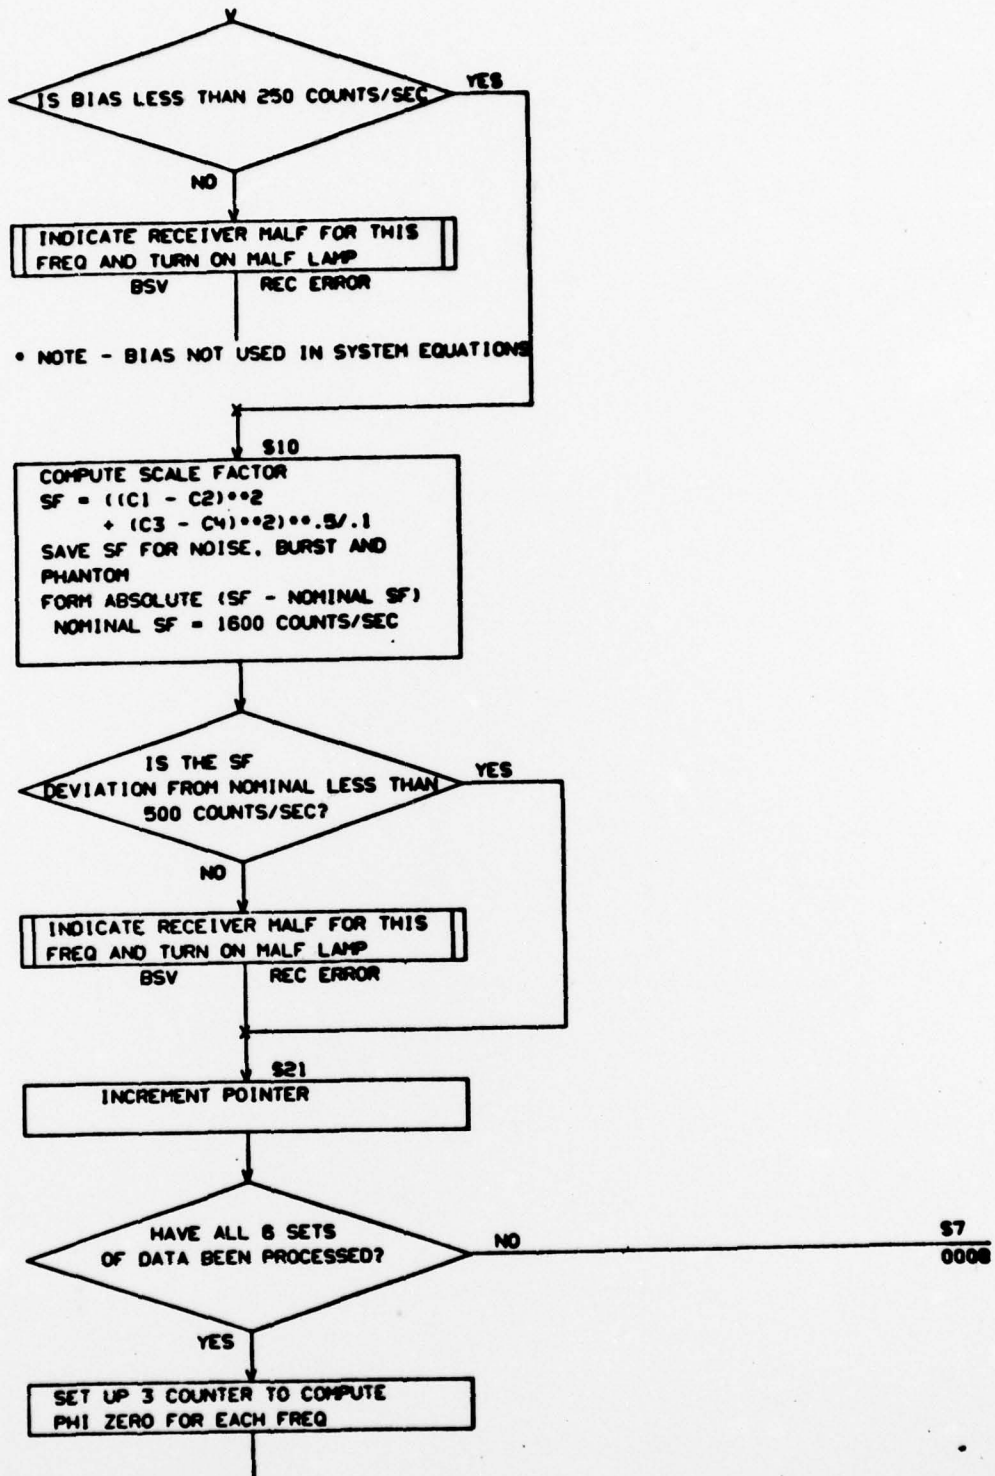 IS BIAS LESS THAN 250 COUNTS/SEC
YES
NO
INDICATE RECEIVER MALF FOR THIS
FREQ AND TURN ON MALF LAMP
BSV REC ERROR
* NOTE - BIAS NOT USED IN SYSTEM EQUATIONS
S10
COMPUTE SCALE FACTOR
SF = ((C1 - C2)**2
+ (C3 - C4)**2)**.5/.1
SAVE SF FOR NOISE, BURST AND
PHANTOM
FORM ABSOLUTE (SF - NOMINAL SF)
NOMINAL SF = 1600 COUNTS/SEC
IS THE SF
DEVIATION FROM NOMINAL LESS THAN
500 COUNTS/SEC?
YES
NO
INDICATE RECEIVER MALF FOR THIS
FREQ AND TURN ON MALF LAMP
BSV REC ERROR
S21
INCREMENT POINTER
HAVE ALL 6 SETS
OF DATA BEEN PROCESSED?
NO
S7
0008
YES
SET UP 3 COUNTER TO COMPUTE
PHI ZERO FOR EACH FREQ